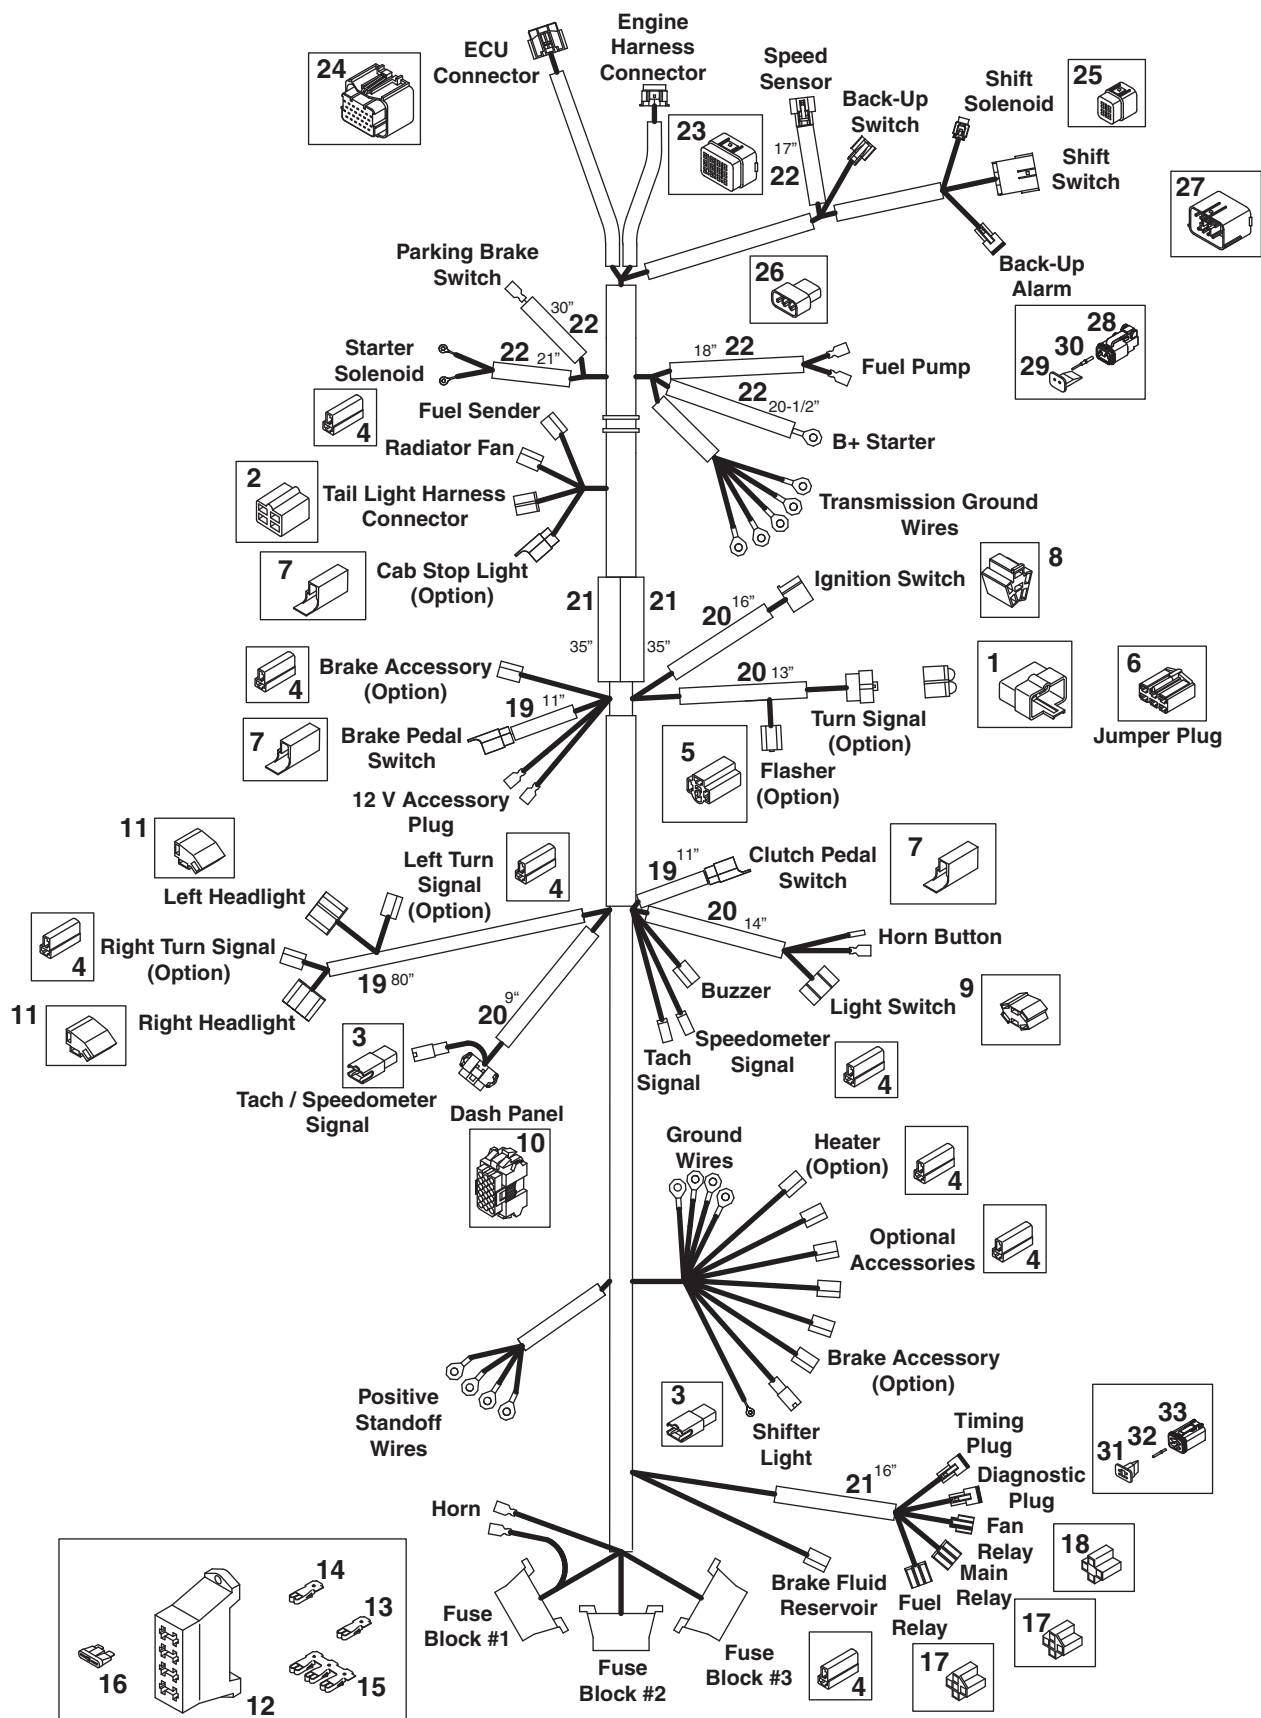 ECU
Connector
Engine
Harness
Connector
24
23
Speed
Sensor
17”
22
Back-Up
Switch
Shift
Solenoid
25
Shift
Switch
27
Back-Up
Alarm
26
28
30
29
Parking Brake
Switch
30”
22
Starter
Solenoid
22
21”
18”
22
Fuel Pump
22
20-1/2”
B+ Starter
4
Fuel Sender
Radiator Fan
2
Tail Light Harness
Connector
7
Cab Stop Light
(Option)
Transmission Ground
Wires
21
35”
21
35”
20
16”
Ignition Switch
8
4
Brake Accessory
(Option)
19
11”
7
Brake Pedal
Switch
12 V Accessory
Plug
20
13”
Turn Signal
(Option)
1
6
Jumper Plug
5
Flasher
(Option)
11
Left Headlight
Left Turn
Signal
(Option)
4
4
Right Turn Signal
(Option)
19
80”
11
Right Headlight
20
9“
3
Tach / Speedometer
Signal
Dash Panel
10
19
11”
Clutch Pedal
Switch
7
20
14”
Horn Button
Light Switch
9
Buzzer
Speedometer
Signal
Tach
Signal
4
Ground
Wires
Heater
(Option)
4
Optional
Accessories
4
Brake Accessory
(Option)
3
Shifter
Light
Positive
Standoff
Wires
21
16”
Timing
Plug
Diagnostic
Plug
31
32
33
Fan
Relay
18
Main
Relay
17
Fuel
Relay
17
Brake Fluid
Reservoir
4
Horn
Fuse
Block #1
Fuse
Block #2
Fuse
Block #3
14
13
15
16
12